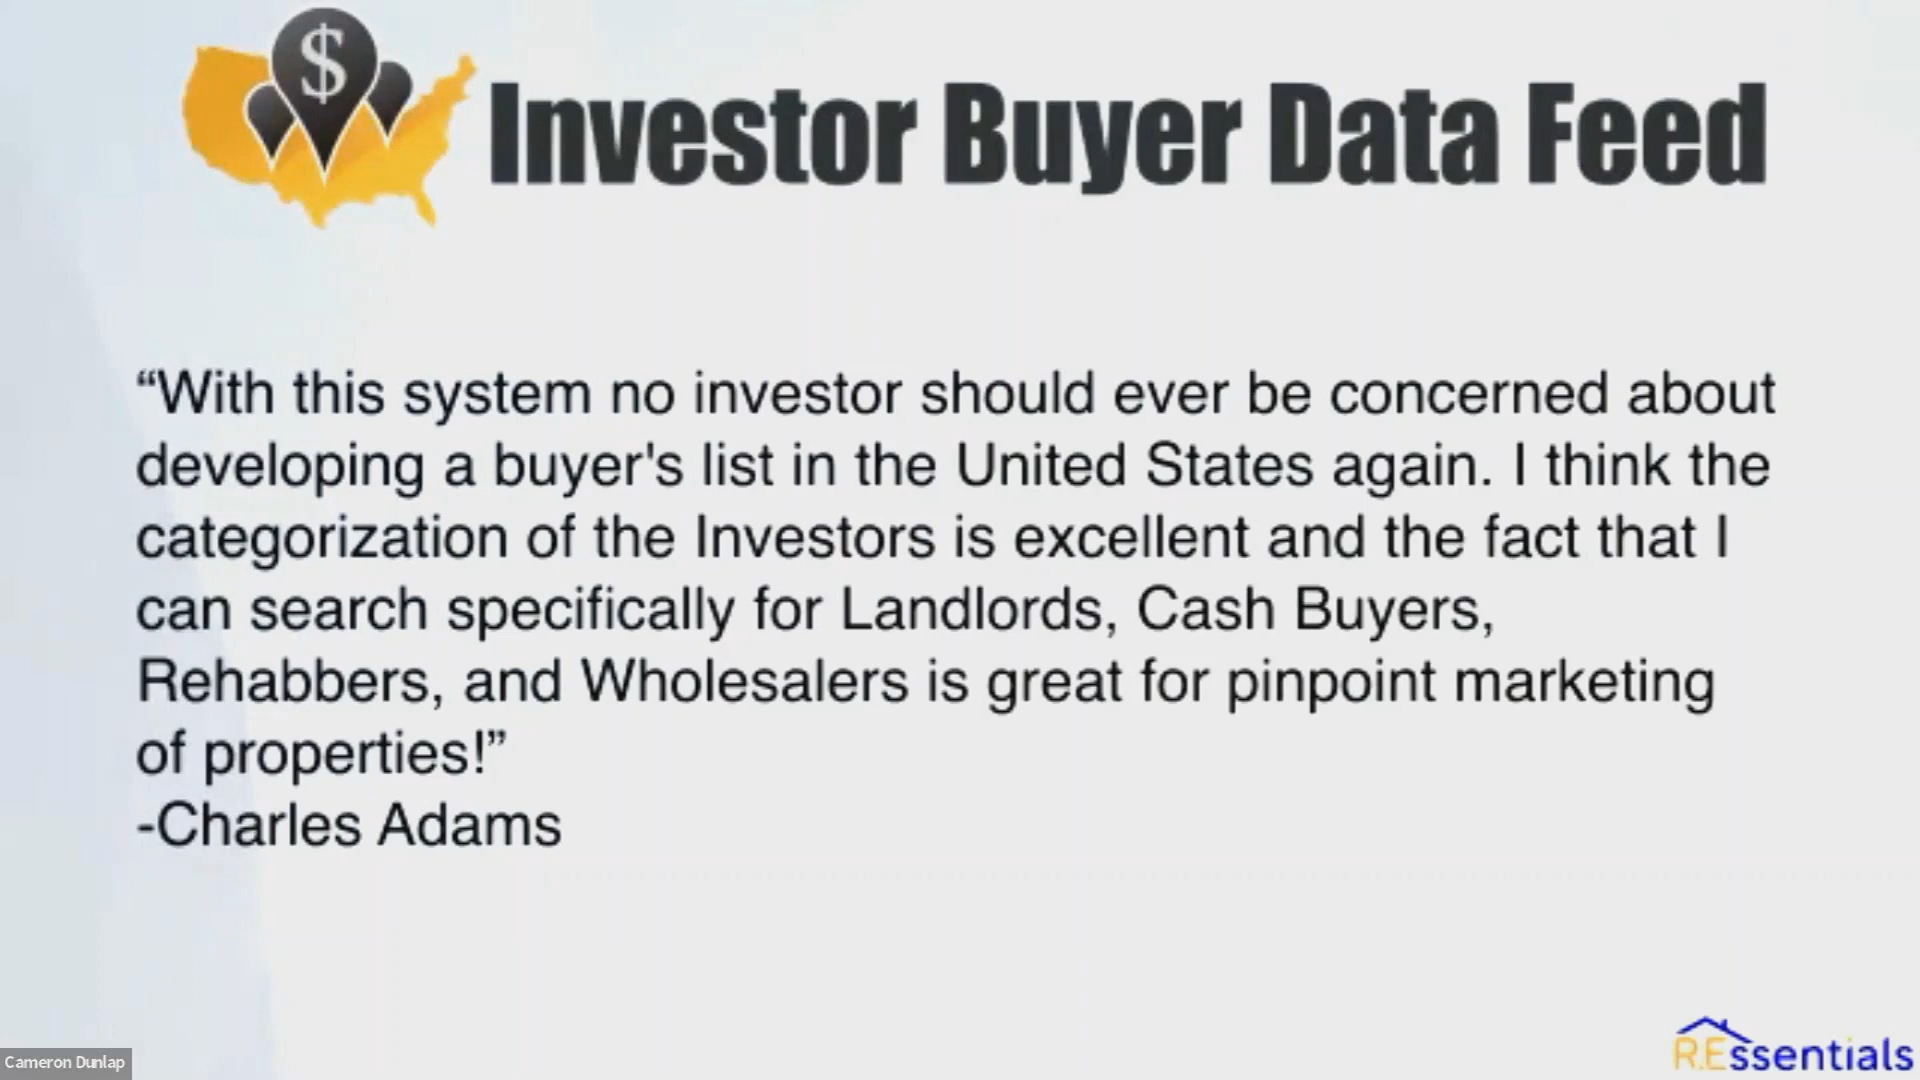 $
Investor Buyer Data Feed
“With this system no investor should ever be concerned about
developing a buyer's list in the United States again. I think the
categorization of the Investors is excellent and the fact that I
can search specifically for Landlords, Cash Buyers,
Rehabbers, and Wholesalers is great for pinpoint marketing
of properties!”
-Charles Adams
Cameron Dunlap
R.Essentials